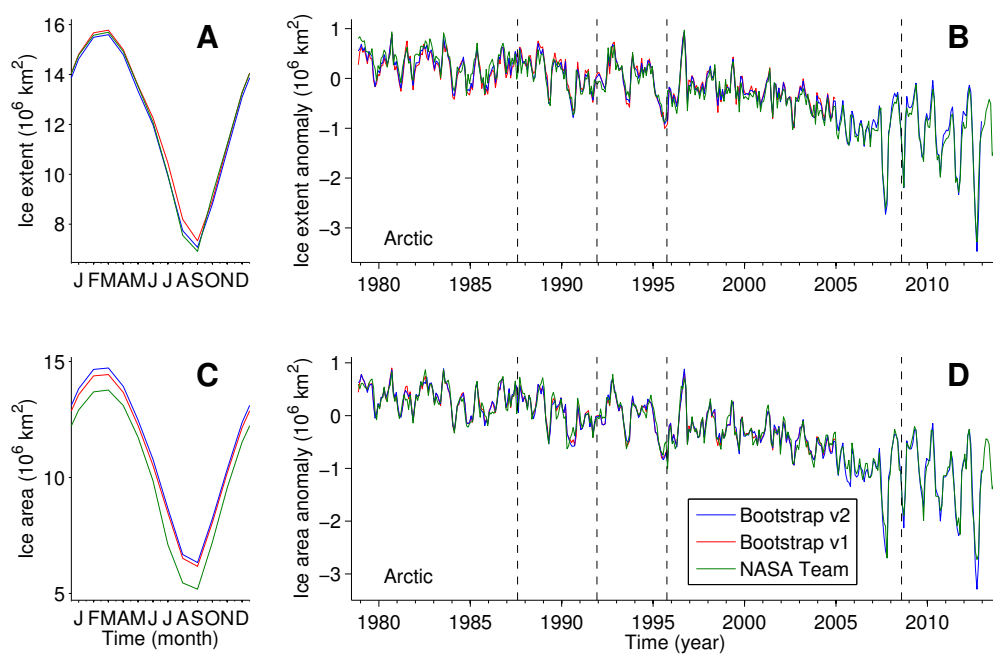 A
16
14
12
10
8
Ice extent (10⁶ km²)
J F M A M J J A S O N D
B
1
0
−1
−2
−3
Ice extent anomaly (10⁶ km²)
Arctic
1980 1985 1990 1995 2000 2005 2010
C
15
10
5
Ice area (10⁶ km²)
J F M A M J J A S O N D
Time (month)
D
1
0
−1
−2
−3
Ice area anomaly (10⁶ km²)
Bootstrap v2
Bootstrap v1
NASA Team
Arctic
1980 1985 1990 1995 2000 2005 2010
Time (year)